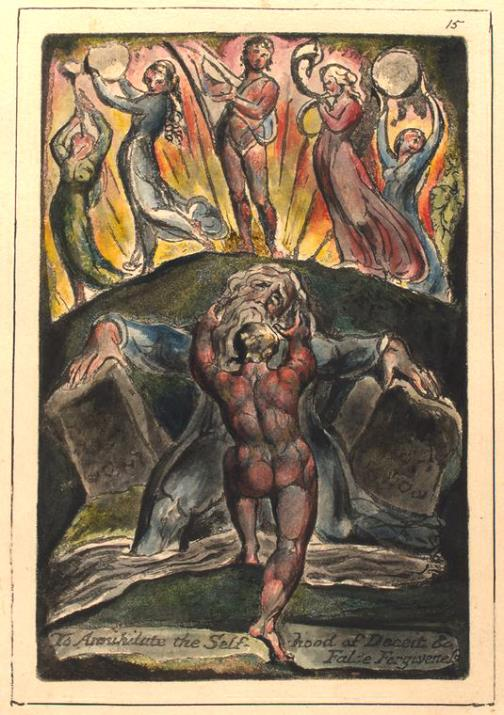 15
To Annihilate the Self-hood of Deceit &
False Forgiveness